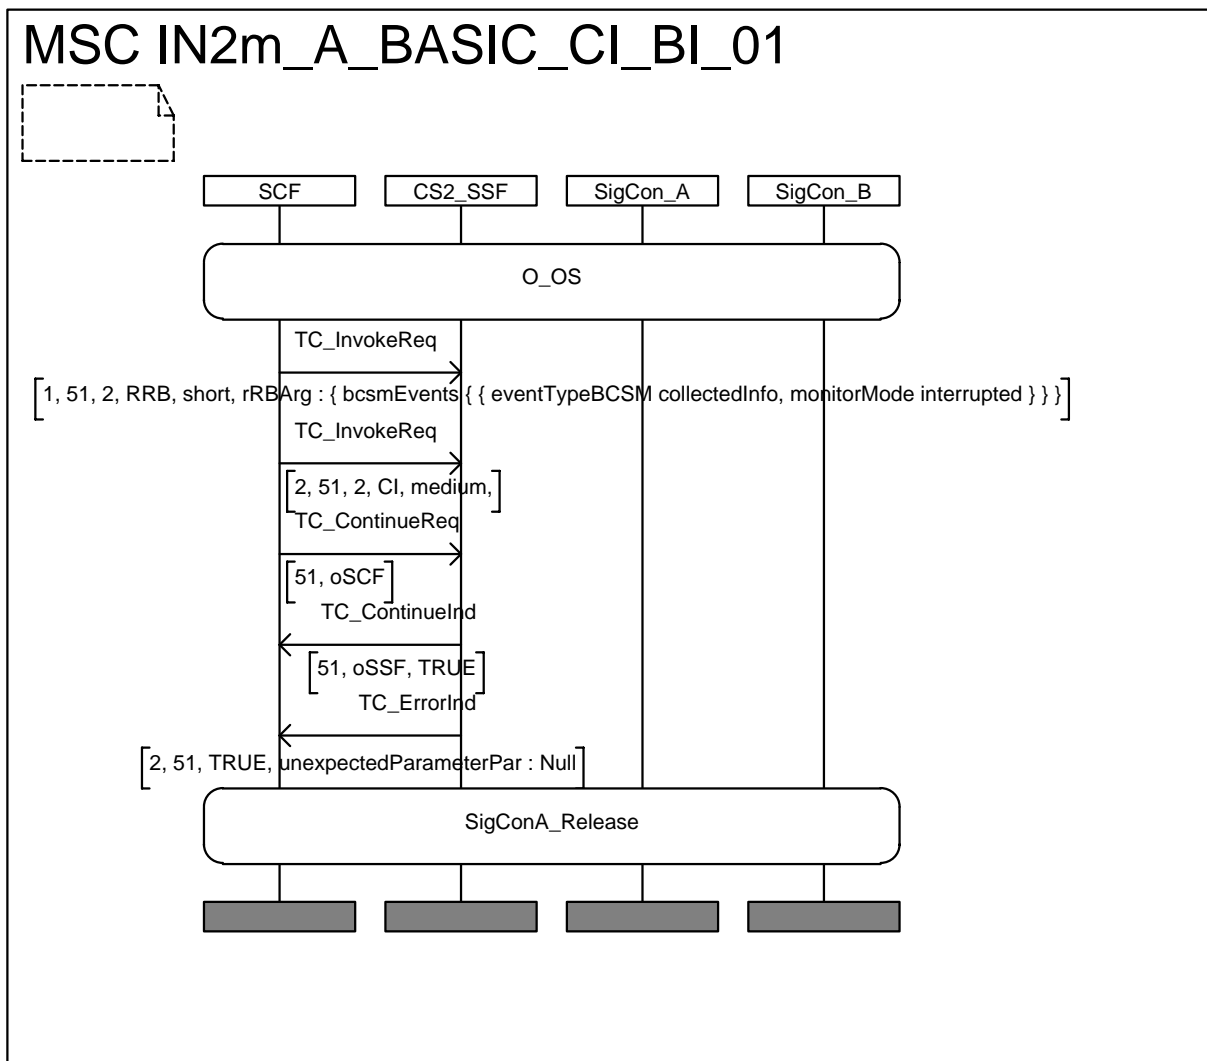 MSC IN2m_A_BASIC_CI_BI_01
SCF CS2_SSF SigCon_A SigCon_B
O_OS
TC_InvokeReq
1, 51, 2, RRB, short, rRBArg : { bcsmEvents { { eventTypeBCSM collectedInfo, monitorMode interrupted } } }
TC_InvokeReq
2, 51, 2, CI, medium,
TC_ContinueReq
51, oSCF
TC_ContinueInd
51, oSSF, TRUE
TC_ErrorInd
2, 51, TRUE, unexpectedParameterPar : Null
SigConA_Release